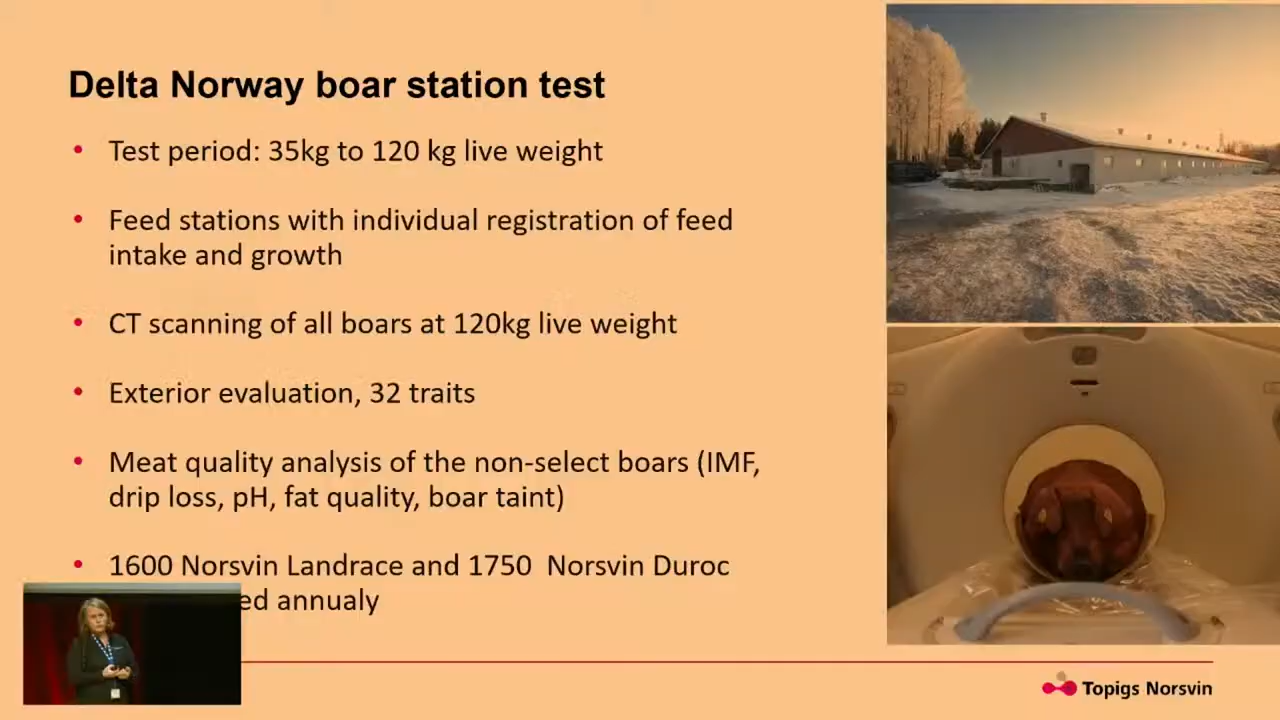 Delta Norway boar station test
• Test period: 35kg to 120 kg live weight
• Feed stations with individual registration of feed
intake and growth
• CT scanning of all boars at 120kg live weight
• Exterior evaluation, 32 traits
• Meat quality analysis of the non-select boars (IMF,
drip loss, pH, fat quality, boar taint)
• 1600 Norsvin Landrace and 1750 Norsvin Duroc
ed annualy
Topigs Norsvin